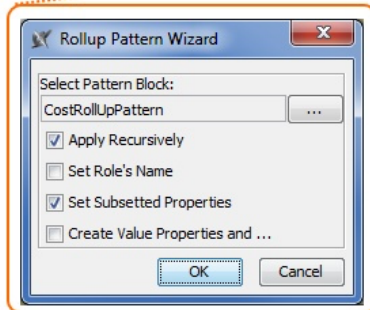 Rollup Pattern Wizard
Select Pattern Block:
CostRollUpPattern ...
Apply Recursively
Set Role's Name
Set Subsetted Properties
Create Value Properties and ...
OK Cancel